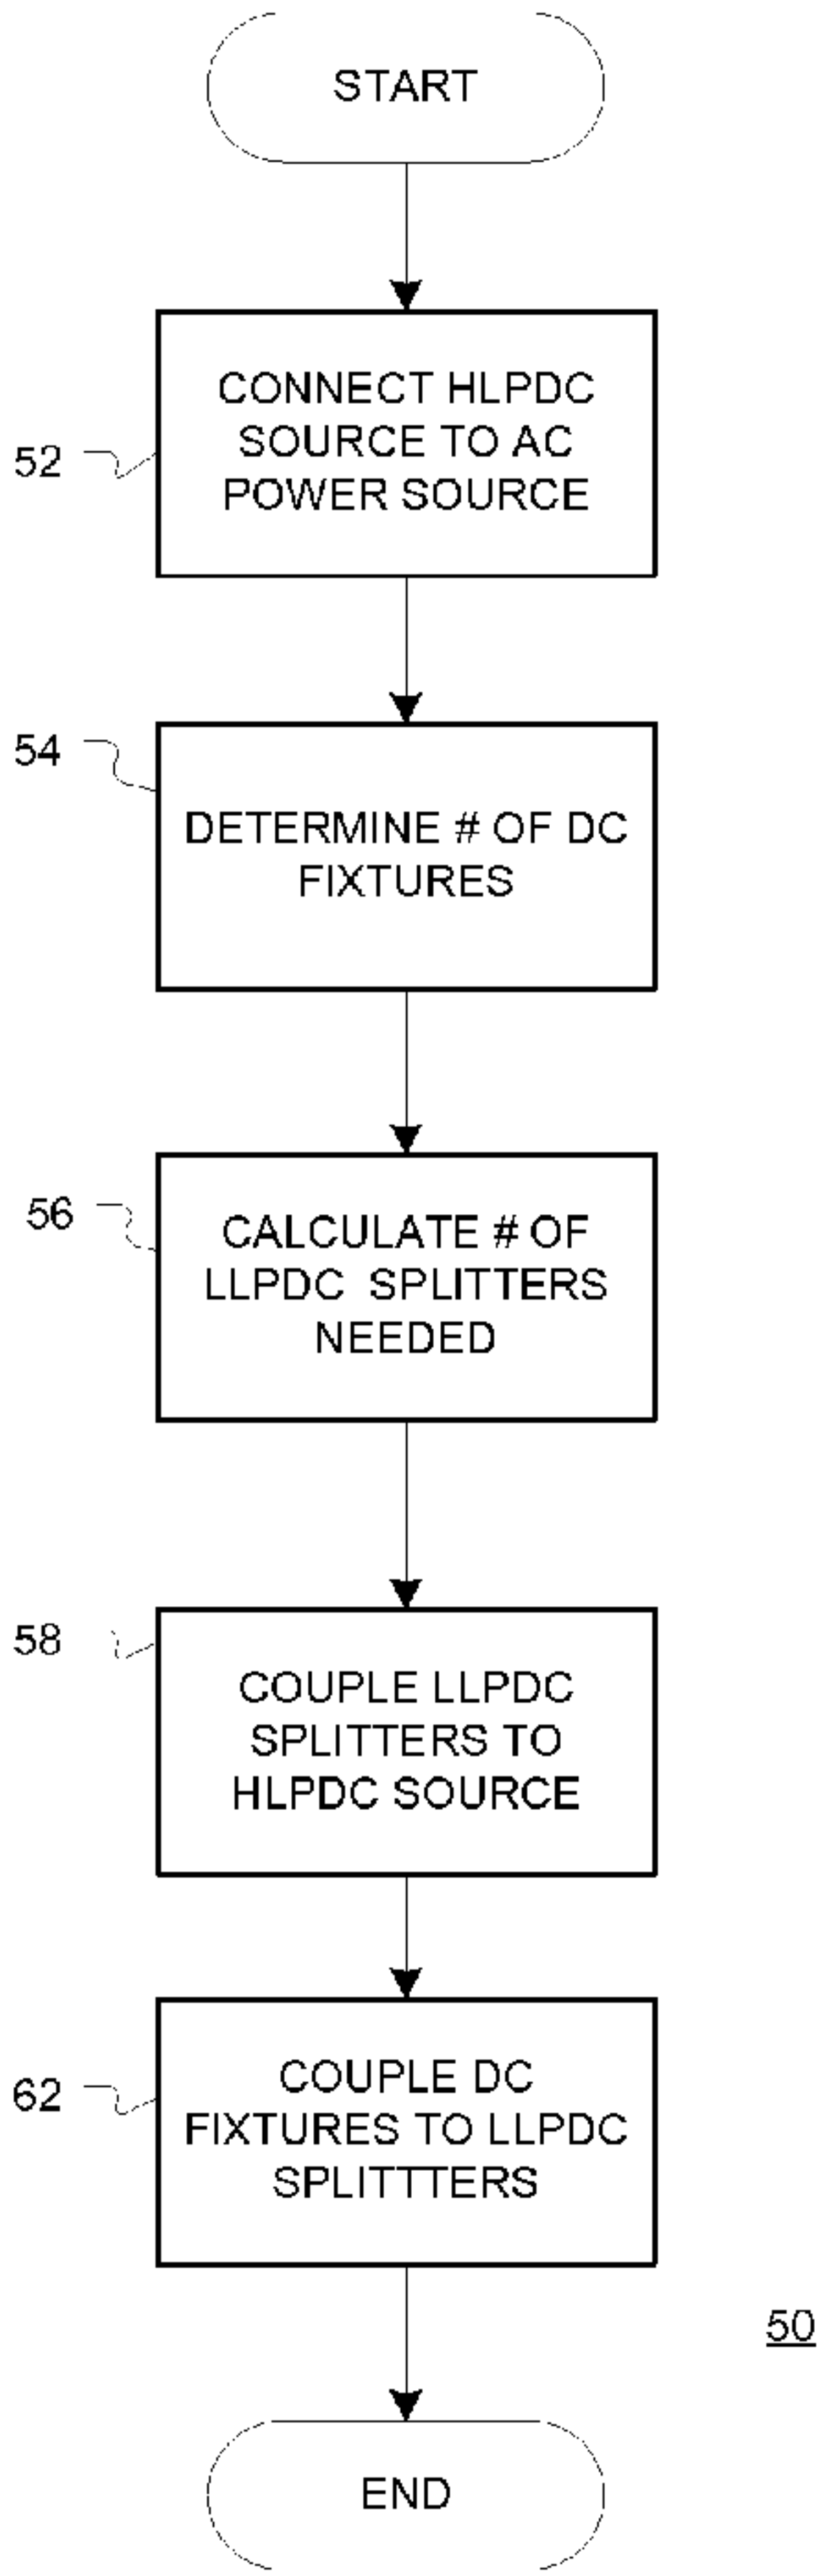 START
52
CONNECT HLPDC
SOURCE TO AC
POWER SOURCE
54
DETERMINE # OF DC
FIXTURES
56
CALCULATE # OF
LLPDC SPLITTERS
NEEDED
58
COUPLE LLPDC
SPLITTERS TO
HLPDC SOURCE
62
COUPLE DC
FIXTURES TO LLPDC
SPLITTTERS
50
END